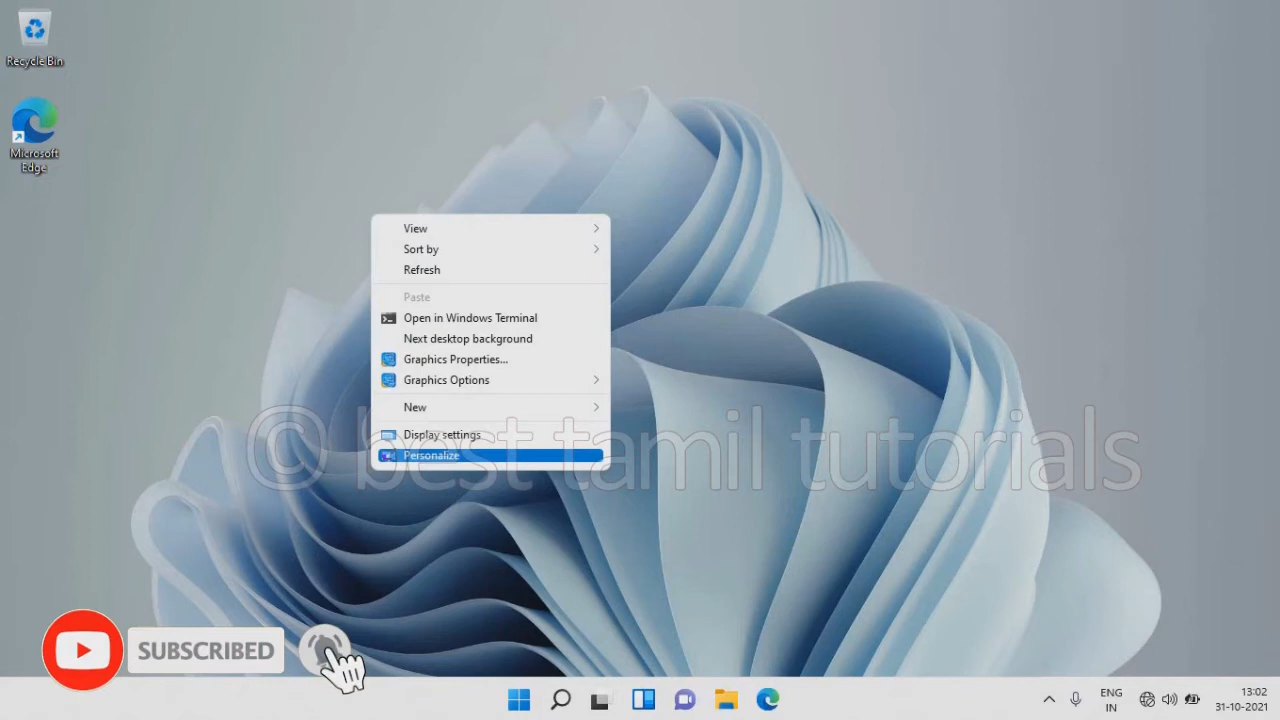 Recycle Bin
Microsoft
Edge
View
Sort by
Refresh
Paste
Open in Windows Terminal
Next desktop background
Graphics Properties...
Graphics Options
New
Display settings
Personalize
© best tamil tutorials
SUBSCRIBED
ENG
IN
13:02
31-10-2021